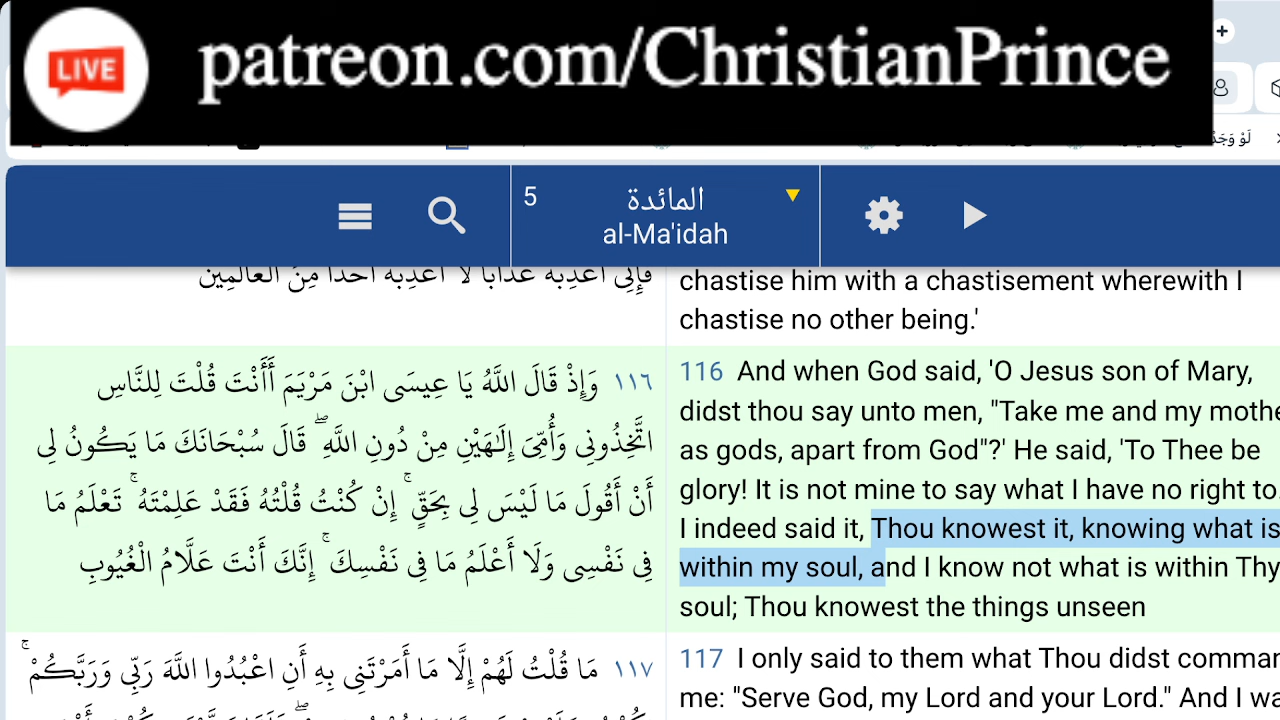 LIVE
patreon.com/ChristianPrince
لَوْ وَجَدْ
5
المائدة
al-Ma'idah
فَإِنِّي أُعَذِّبُهُ عَذَابًا لَا أُعَذِّبُهُ أَحَدًا مِنَ الْعَالَمِينَ
١١٦ وَإِذْ قَالَ اللَّهُ يَا عِيسَى ابْنَ مَرْيَمَ أَأَنْتَ قُلْتَ لِلنَّاسِ
اتَّخِذُونِي وَأُمِّيَ إِلَـٰهَيْنِ مِنْ دُونِ اللَّهِ ۖ قَالَ سُبْحَانَكَ مَا يَكُونُ لِي
أَنْ أَقُولَ مَا لَيْسَ لِي بِحَقٍّ ۚ إِنْ كُنْتُ قُلْتُهُ فَقَدْ عَلِمْتَهُ ۚ تَعْلَمُ مَا
فِي نَفْسِي وَلَا أَعْلَمُ مَا فِي نَفْسِكَ ۚ إِنَّكَ أَنْتَ عَلَّامُ الْغُيُوبِ
١١٧ مَا قُلْتُ لَهُمْ إِلَّا مَا أَمَرْتَنِي بِهِ أَنِ اعْبُدُوا اللَّهَ رَبِّي وَرَبَّكُمْ ۚ
chastise him with a chastisement wherewith I
chastise no other being.'
116 And when God said, 'O Jesus son of Mary,
didst thou say unto men, "Take me and my mothe
as gods, apart from God"?' He said, 'To Thee be
glory! It is not mine to say what I have no right to.
I indeed said it, Thou knowest it, knowing what is
within my soul, and I know not what is within Thy
soul; Thou knowest the things unseen
117 I only said to them what Thou didst comman
me: "Serve God, my Lord and your Lord." And I wa